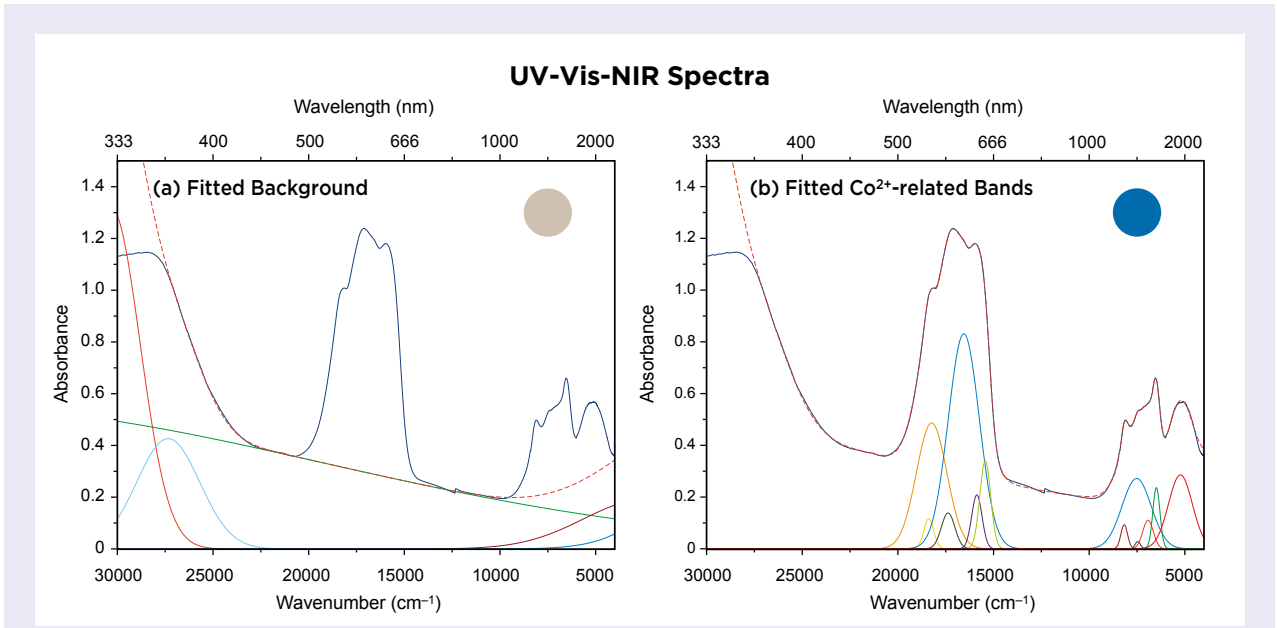 UV-Vis-NIR Spectra
Wavelength (nm)
333 400 500 666 1000 2000
(a) Fitted Background
Absorbance
1.4
1.2
1.0
0.8
0.6
0.4
0.2
0
30000 25000 20000 15000 10000 5000
Wavenumber (cm⁻¹)
Wavelength (nm)
333 400 500 666 1000 2000
(b) Fitted Co²⁺-related Bands
Absorbance
1.4
1.2
1.0
0.8
0.6
0.4
0.2
0
30000 25000 20000 15000 10000 5000
Wavenumber (cm⁻¹)